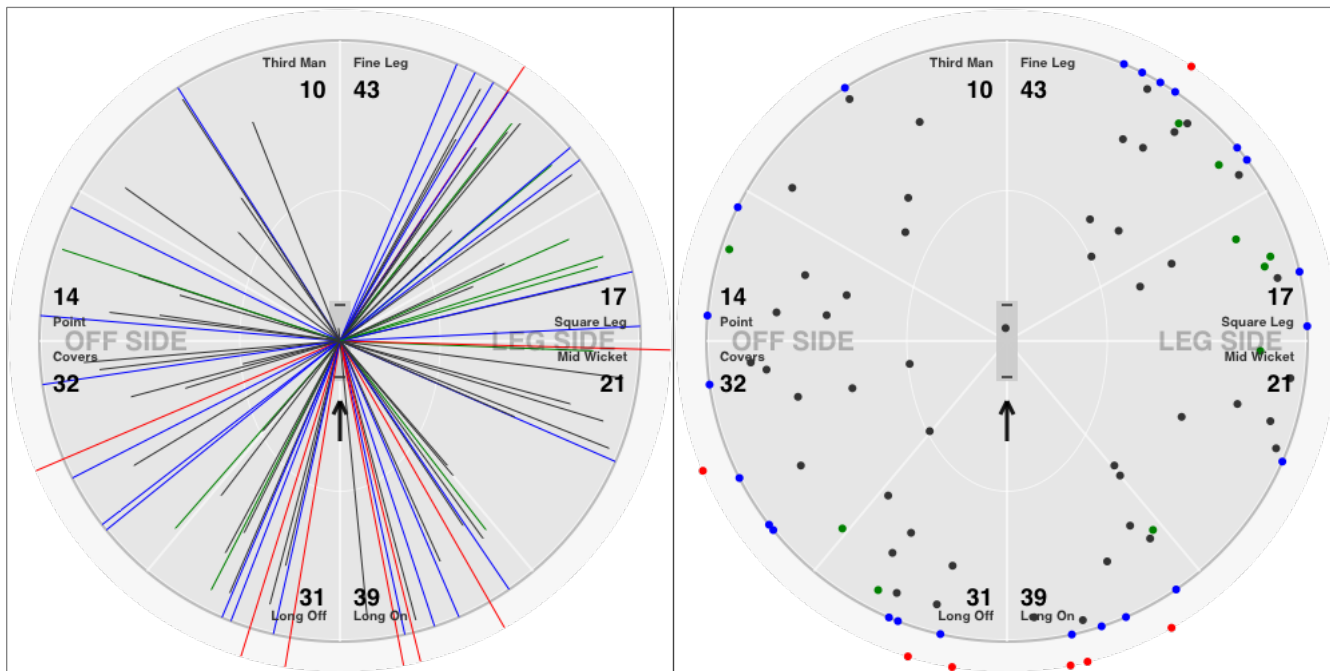 Third Man Fine Leg
10 43
14 17
Point Square Leg
OFF SIDE LEG SIDE
Covers Mid Wicket
32 21
31 39
Long Off Long On
Third Man Fine Leg
10 43
14 17
Point Square Leg
OFF SIDE LEG SIDE
Covers Mid Wicket
32 21
31 39
Long Off Long On